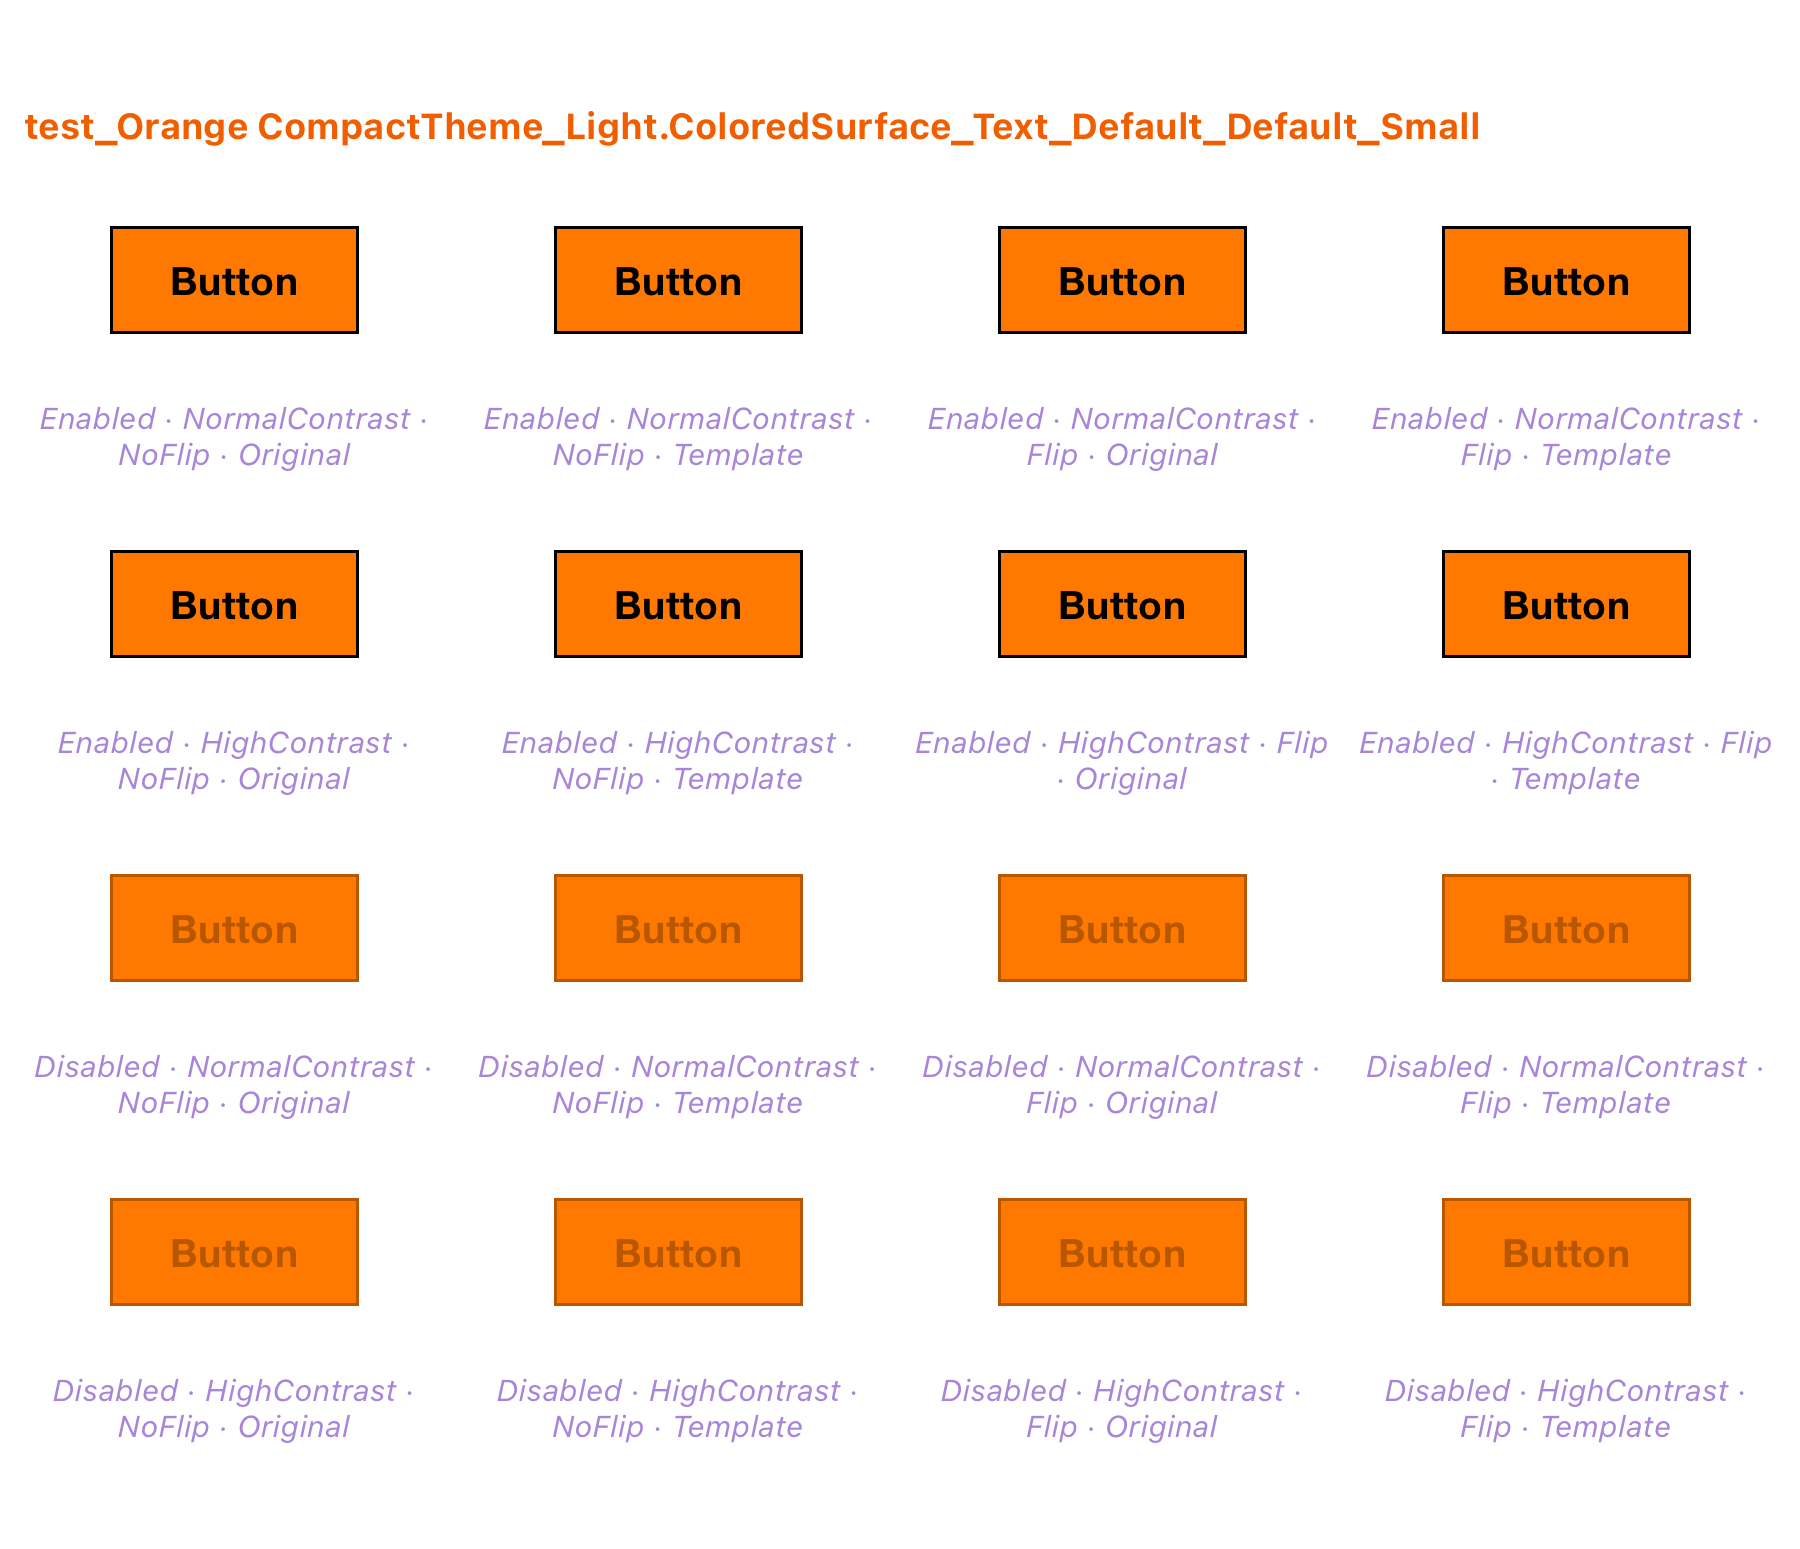 test_Orange CompactTheme_Light.ColoredSurface_Text_Default_Default_Small
Button
Button
Button
Button
Enabled · NormalContrast ·
NoFlip · Original
Enabled · NormalContrast ·
NoFlip · Template
Enabled · NormalContrast ·
Flip · Original
Enabled · NormalContrast ·
Flip · Template
Button
Button
Button
Button
Enabled · HighContrast ·
NoFlip · Original
Enabled · HighContrast ·
NoFlip · Template
Enabled · HighContrast · Flip
· Original
Enabled · HighContrast · Flip
· Template
Button
Button
Button
Button
Disabled · NormalContrast ·
NoFlip · Original
Disabled · NormalContrast ·
NoFlip · Template
Disabled · NormalContrast ·
Flip · Original
Disabled · NormalContrast ·
Flip · Template
Button
Button
Button
Button
Disabled · HighContrast ·
NoFlip · Original
Disabled · HighContrast ·
NoFlip · Template
Disabled · HighContrast ·
Flip · Original
Disabled · HighContrast ·
Flip · Template